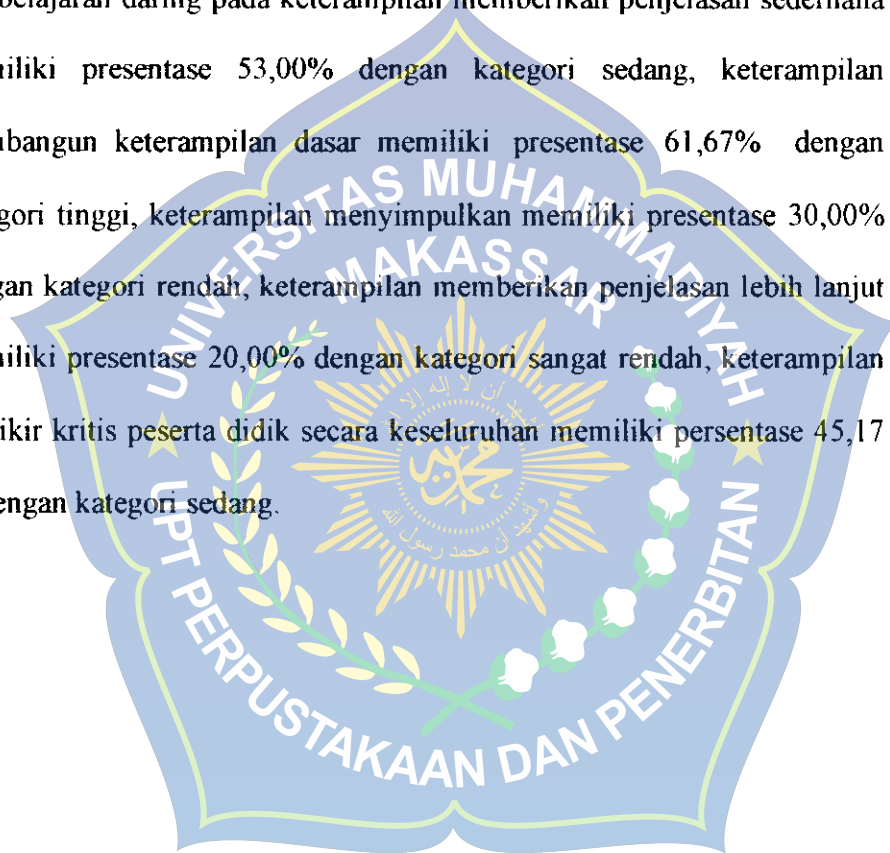 belajaran daring pada keterampilan memberikan penjelasan sederhana
niliki presentase 53,00% dengan kategori sedang, keterampilan
bangun keterampilan dasar memiliki presentase 61,67% dengan
gori tinggi, keterampilan menyimpulkan memiliki presentase 30,00%
gan kategori rendah, keterampilan memberikan penjelasan lebih lanjut
niliki presentase 20,00% dengan kategori sangat rendah, keterampilan
ikir kritis peserta didik secara keseluruhan memiliki persentase 45,17
engan kategori sedang.
UNIVERSITAS MUHAMMADIYAH
MAKASSAR
UPT PERPUSTAKAAN DAN PENERBITAN